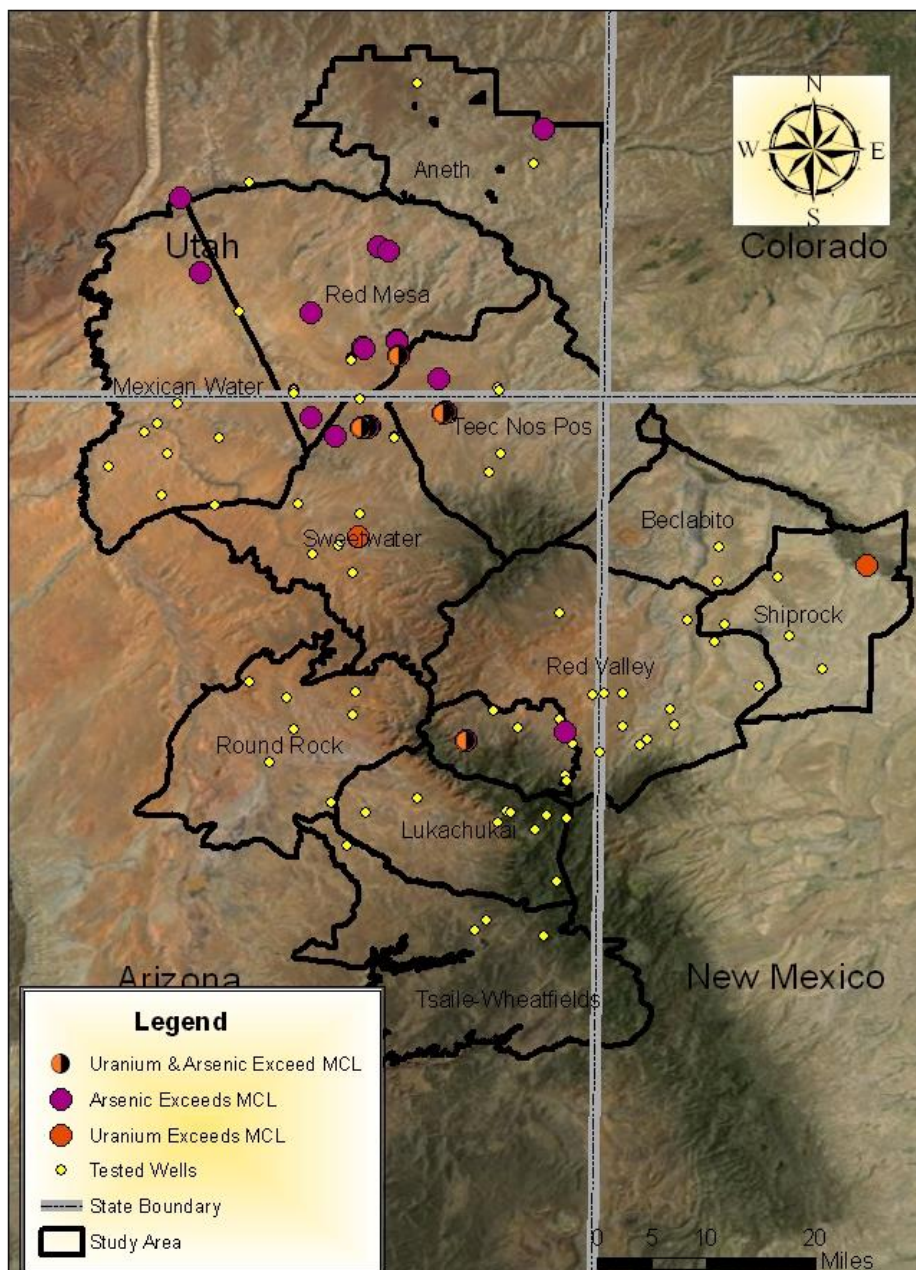 N
W E
S
Aneth
Utah
Colorado
Red Mesa
Mexican Water
Teec Nos Pos
Beclabito
Sweetwater
Shiprock
Red Valley
Round Rock
Lukachukai
Arizona
New Mexico
Tsaile-Wheatfields
Legend
Uranium & Arsenic Exceed MCL
Arsenic Exceeds MCL
Uranium Exceeds MCL
Tested Wells
State Boundary
Study Area
0 5 10 20
Miles